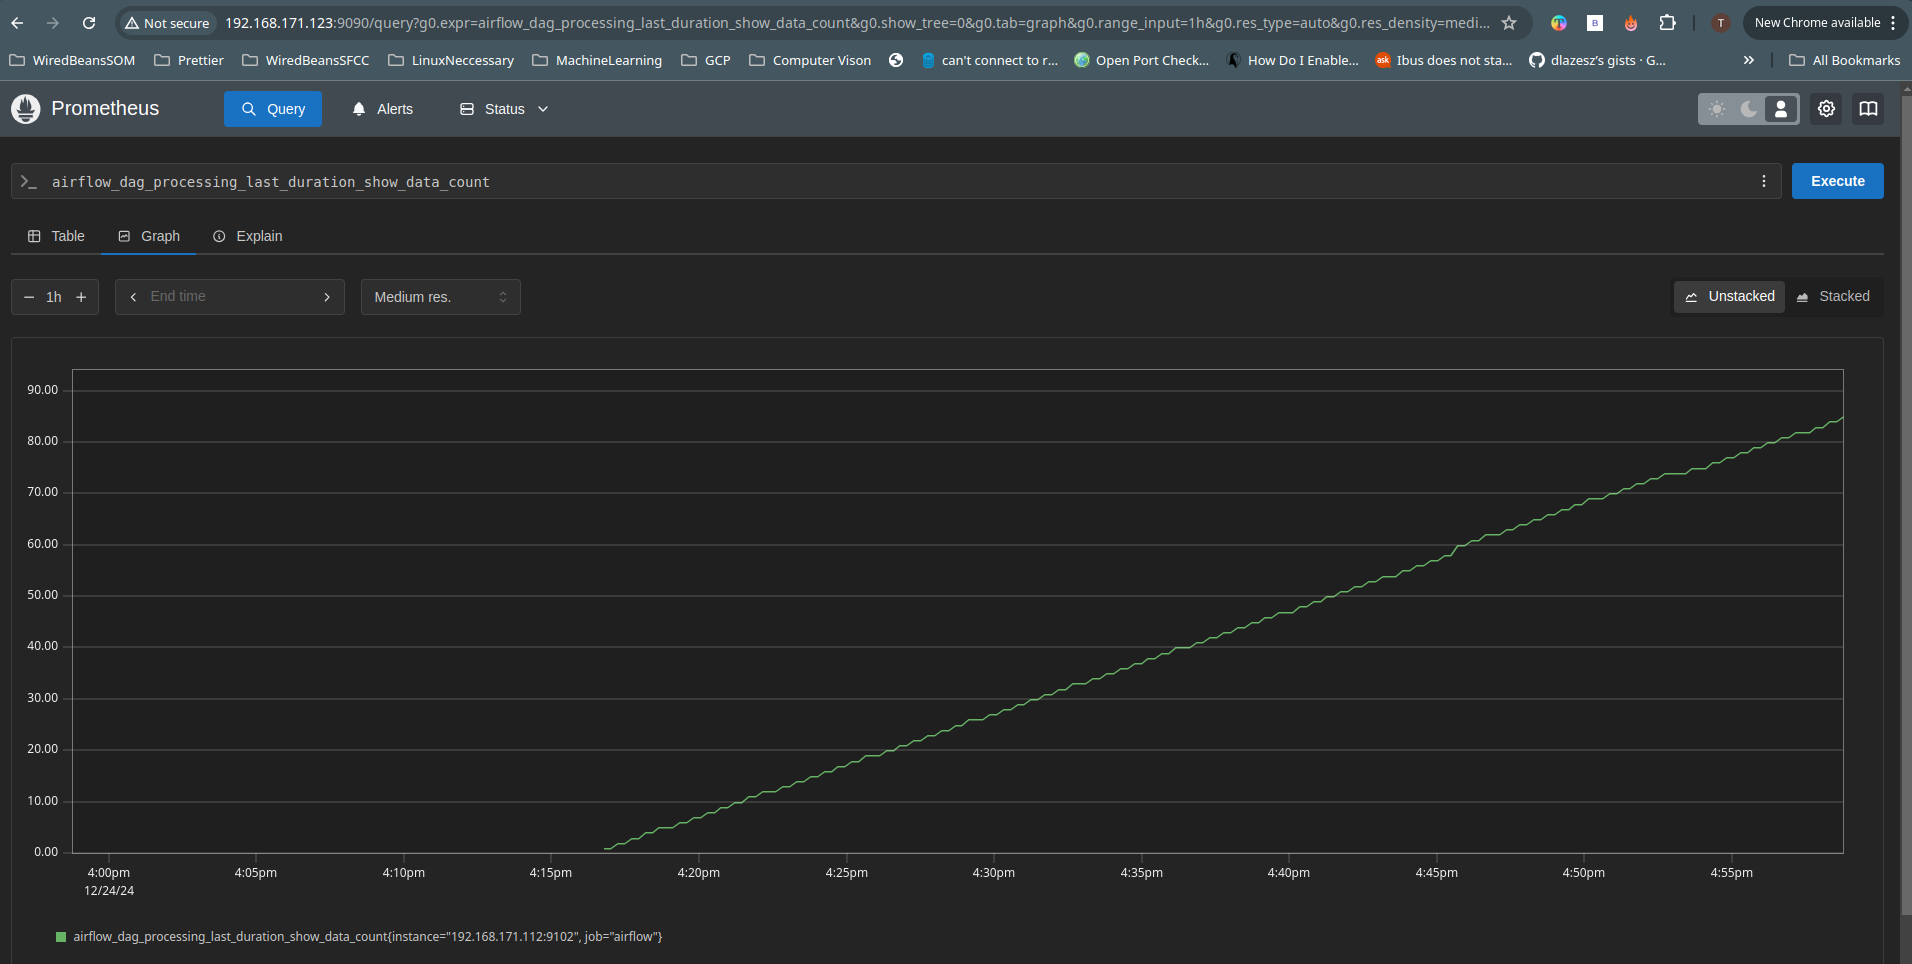 Not secure 192.168.171.123:9090/query?g0.expr=airflow_dag_processing_last_duration_show_data_count&g0.show_tree=0&g0.tab=graph&g0.range_input=1h&g0.res_type=auto&g0.res_density=medi... T New Chrome available
WiredBeansSOM Prettier WiredBeansSFCC LinuxNeccessary MachineLearning GCP Computer Vison can't connect to r... Open Port Check... ask How Do I Enable... Ibus does not sta... dlazesz's gists · G... » All Bookmarks
Prometheus Query Alerts Status
airflow_dag_processing_last_duration_show_data_count Execute
Table Graph Explain
1h End time Medium res. Unstacked Stacked
90.00
80.00
70.00
60.00
50.00
40.00
30.00
20.00
10.00
0.00
4:00pm 4:05pm 4:10pm 4:15pm 4:20pm 4:25pm 4:30pm 4:35pm 4:40pm 4:45pm 4:50pm 4:55pm
12/24/24
airflow_dag_processing_last_duration_show_data_count{instance="192.168.171.112:9102", job="airflow"}